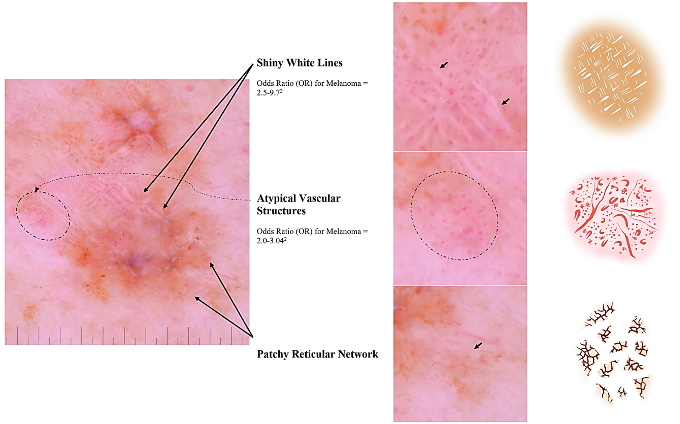 Shiny White Lines
Odds Ratio (OR) for Melanoma =
2.5-9.7²
Atypical Vascular
Structures
Odds Ratio (OR) for Melanoma =
2.0-3.04²
Patchy Reticular Network